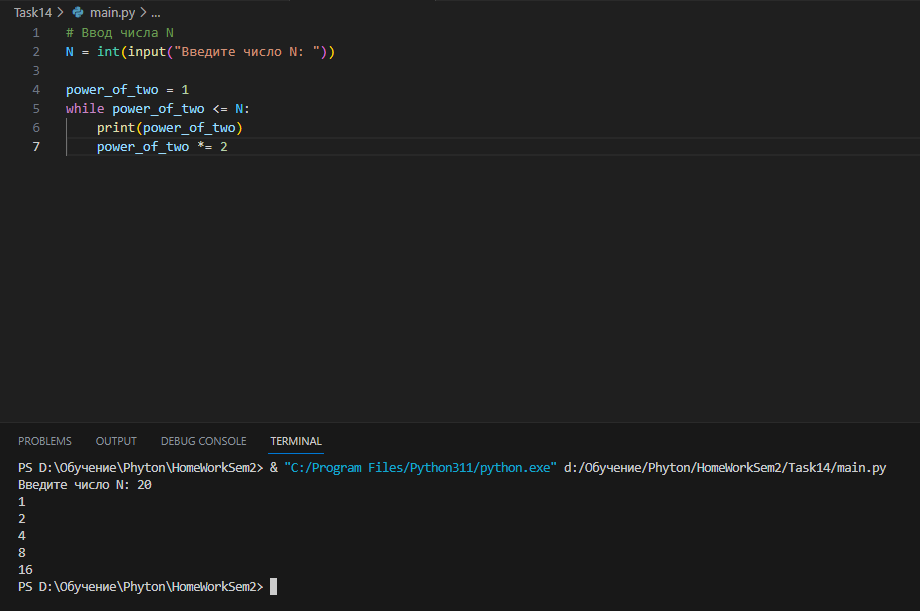 Task14 > main.py > ...
1 # Ввод числа N
2 N = int(input("Введите число N: "))
3
4 power_of_two = 1
5 while power_of_two <= N:
6     print(power_of_two)
7     power_of_two *= 2
PROBLEMS OUTPUT DEBUG CONSOLE TERMINAL
PS D:\Обучение\Phyton\HomeWorkSem2> & "C:/Program Files/Python311/python.exe" d:/Обучение/Phyton/HomeWorkSem2/Task14/main.py
Введите число N: 20
1
2
4
8
16
PS D:\Обучение\Phyton\HomeWorkSem2>